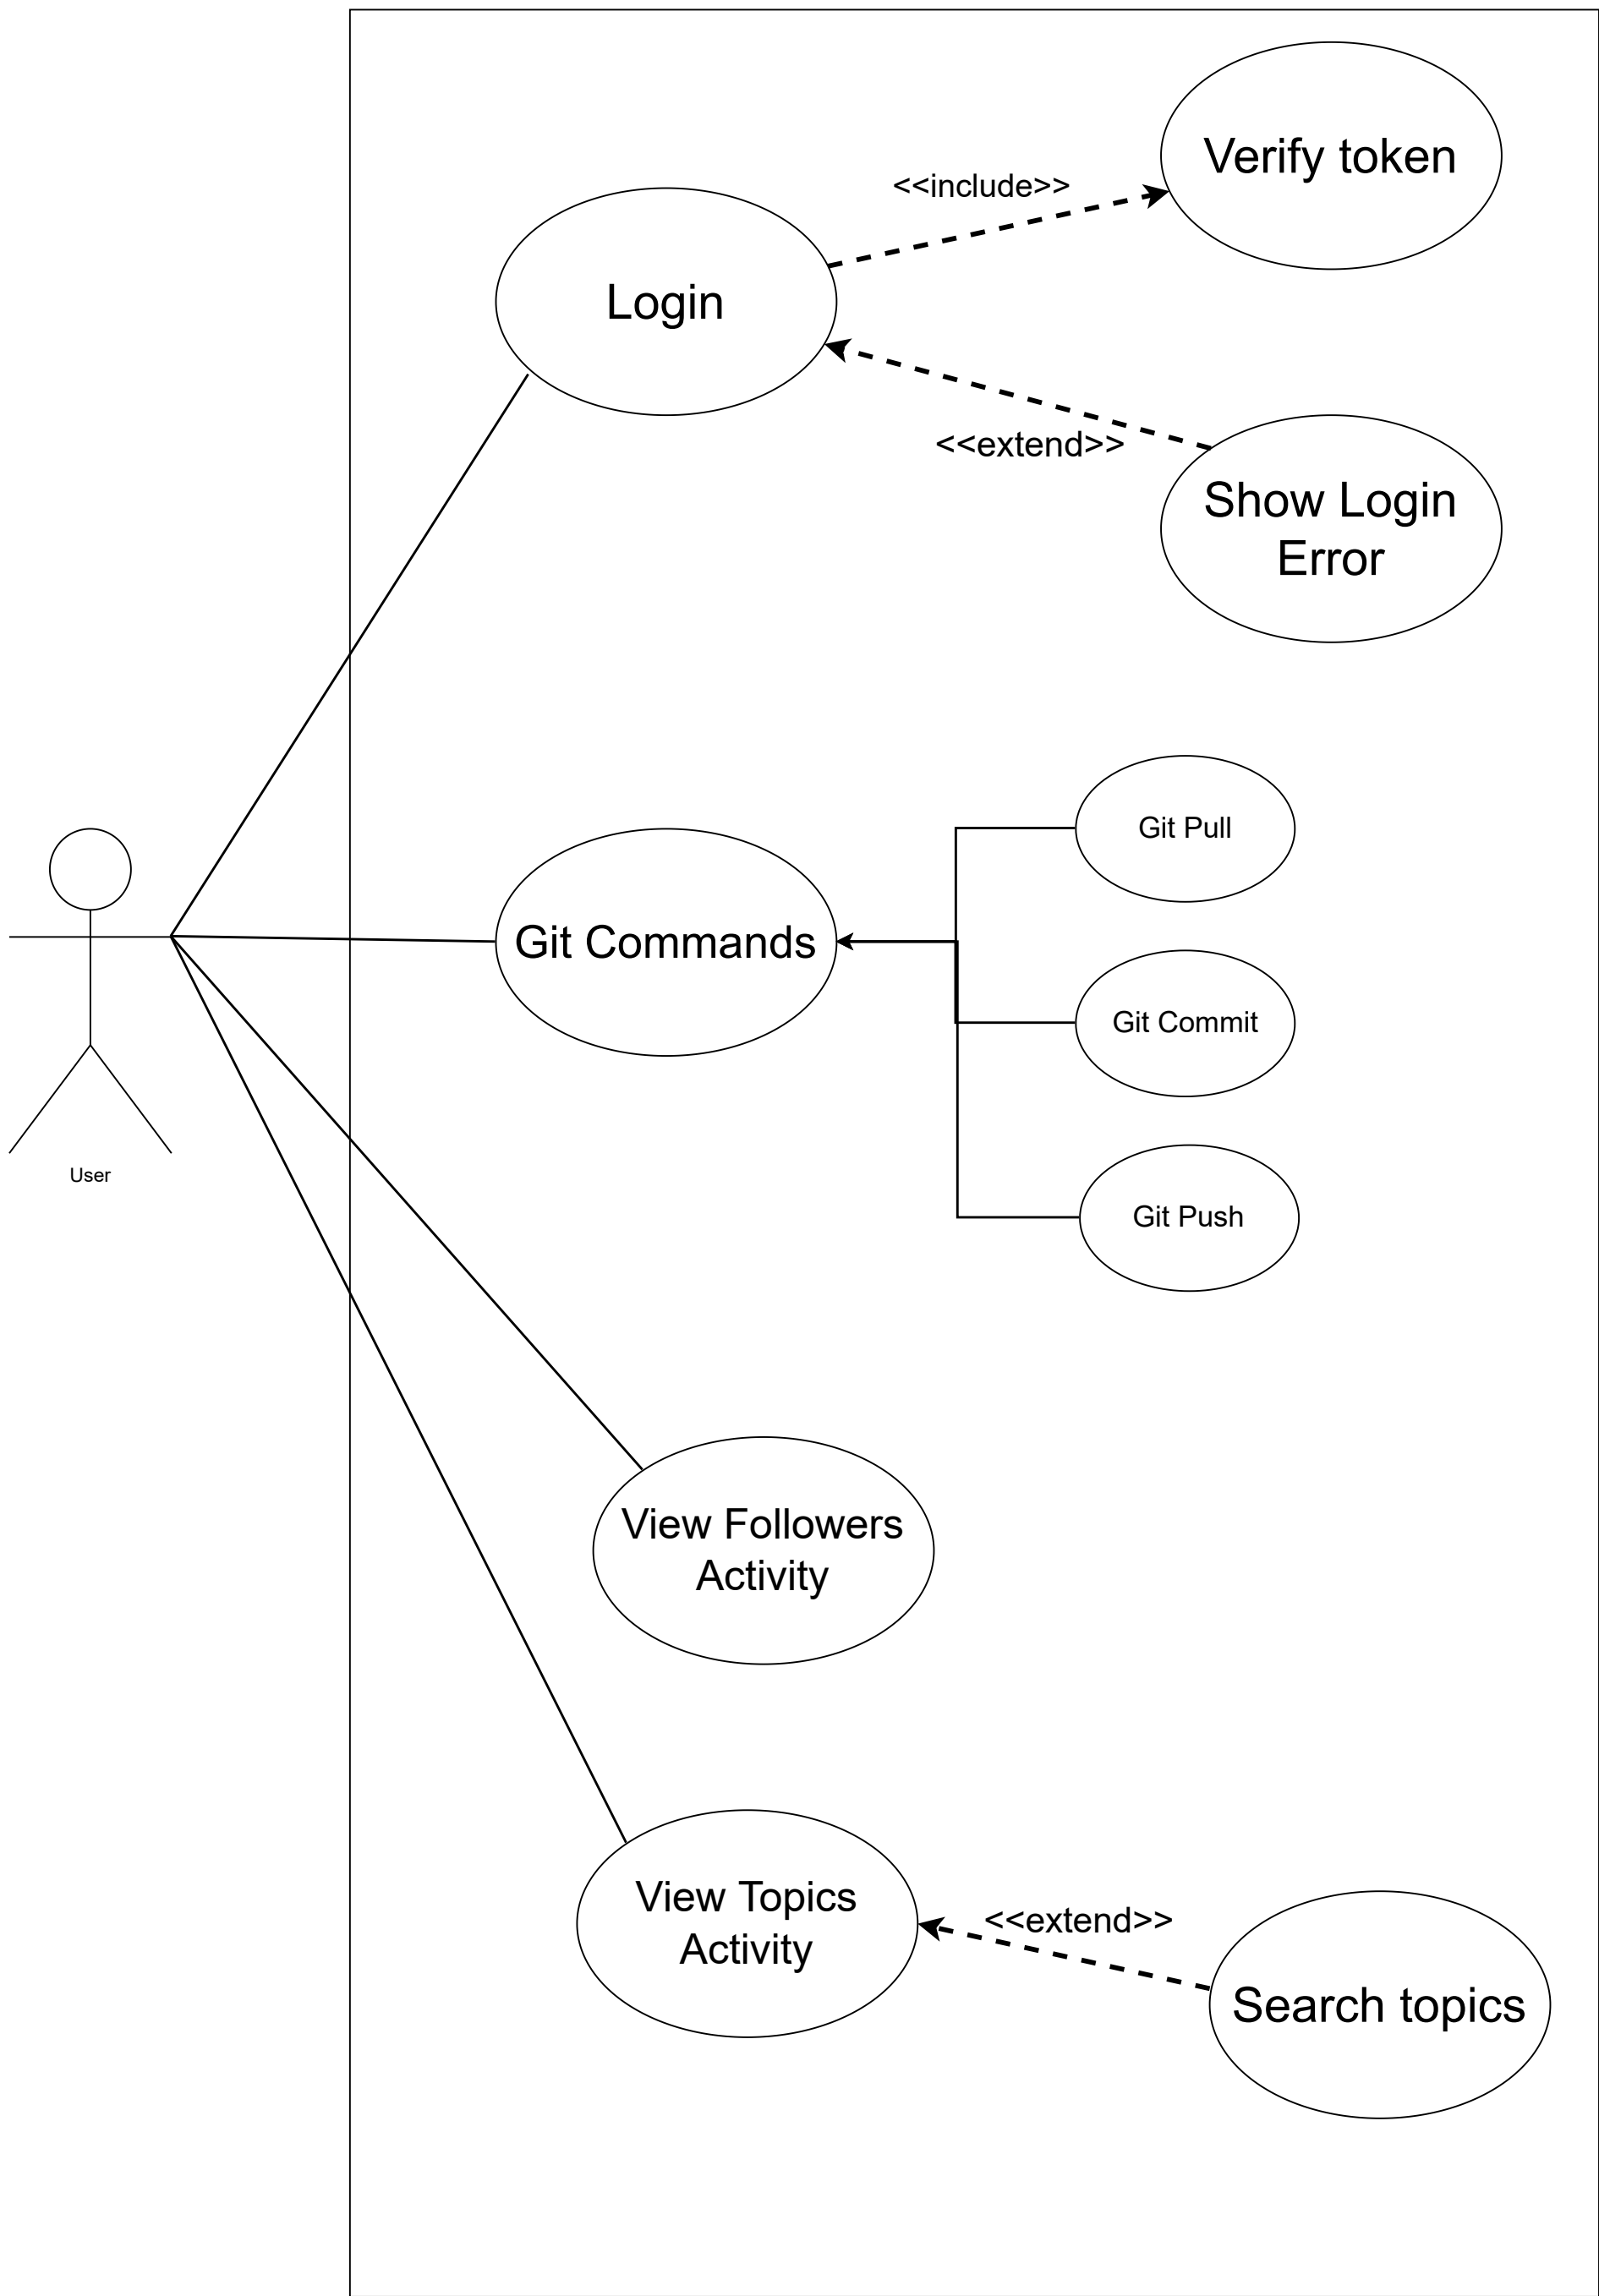 Verify token
<<include>>
Login
<<extend>>
Show Login
Error
Git Pull
Git Commands
Git Commit
User
Git Push
View Followers
Activity
View Topics
Activity
<<extend>>
Search topics